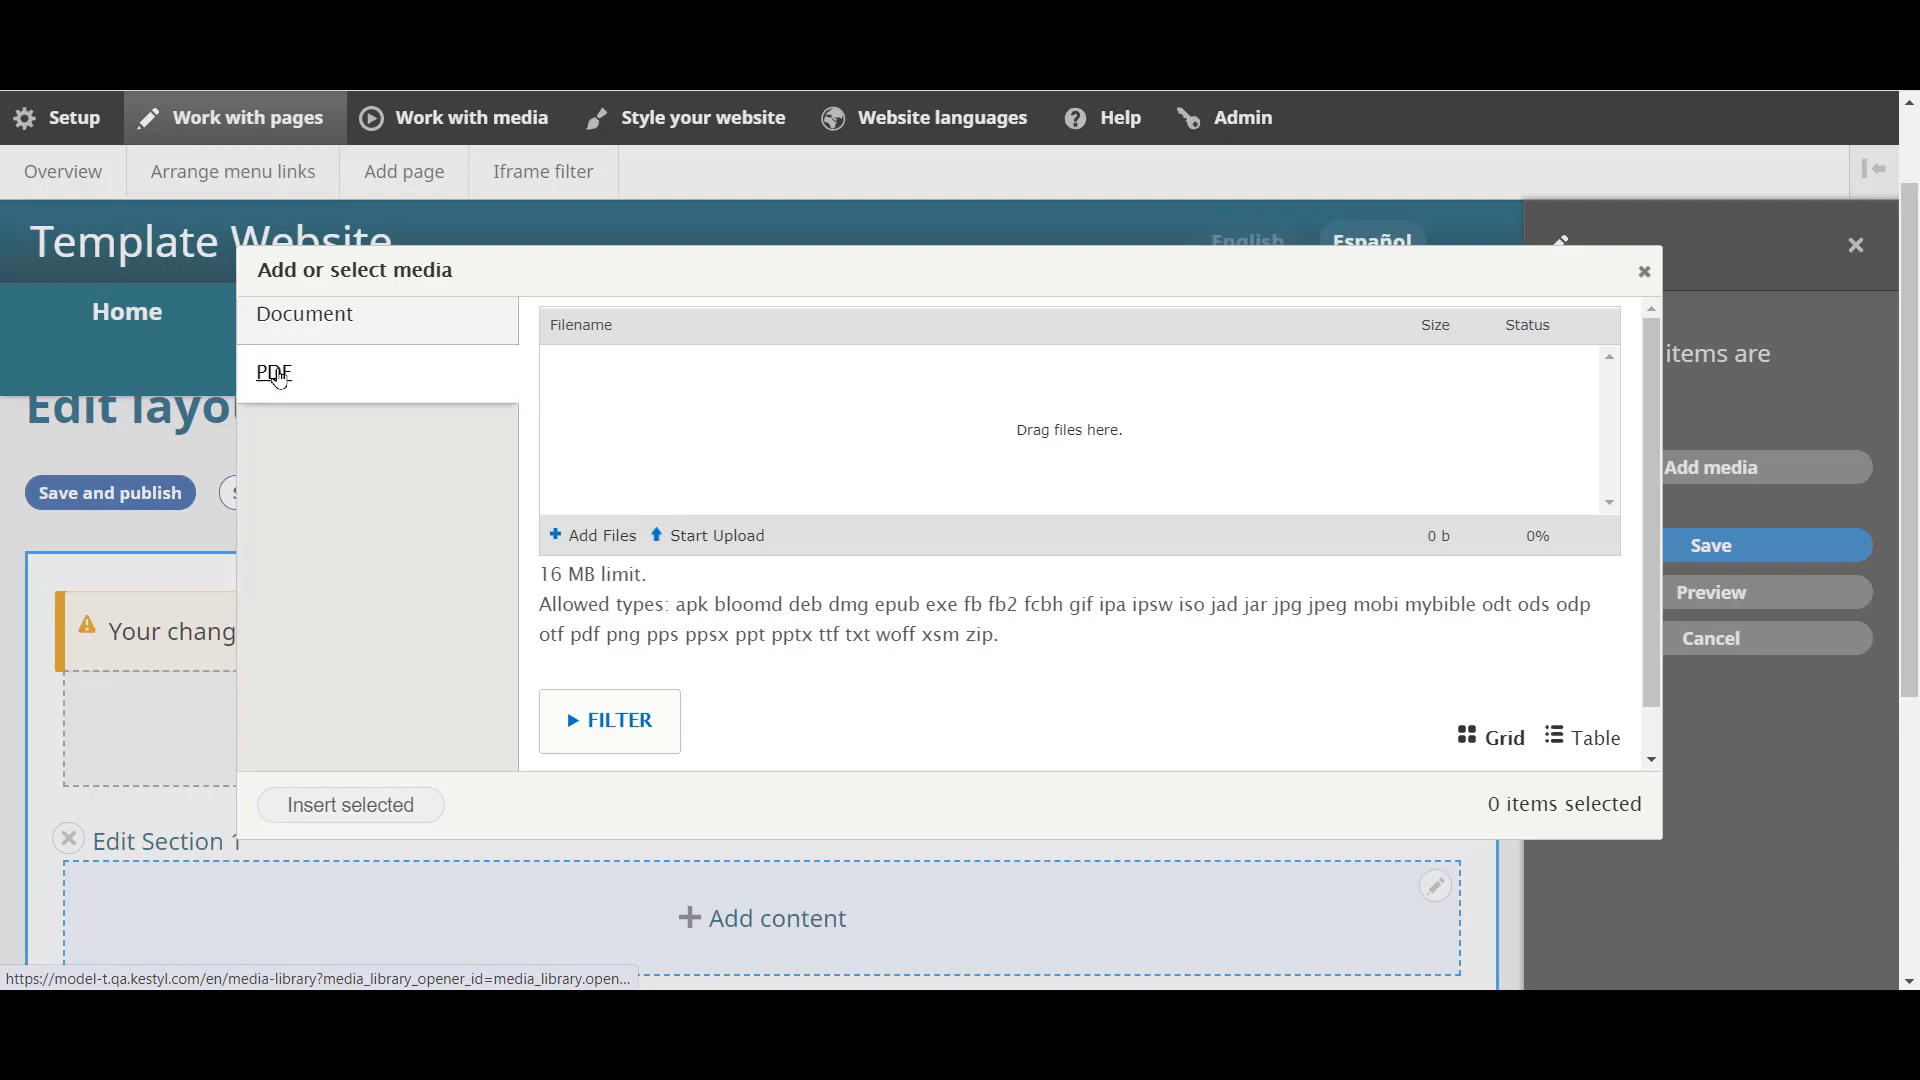 Setup
Work with pages
Work with media
Style your website
Website languages
Help
Admin
Overview
Arrange menu links
Add page
Iframe filter
Template Website
English
Español
Home
Add or select media
Document
PDF
Filename
Size
Status
Drag files here.
Add Files
Start Upload
0 b
0%
16 MB limit.
Allowed types: apk bloomd deb dmg epub exe fb fb2 fcbh gif ipa ipsw iso jad jar jpg jpeg mobi mybible odt ods odp
otf pdf png pps ppsx ppt pptx ttf txt woff xsm zip.
FILTER
Grid
Table
Insert selected
0 items selected
items are
Add media
Save
Preview
Cancel
Edit layo
Save and publish
Your chang
Edit Section 1
Add content
https://model-t.qa.kestyl.com/en/media-library?media_library_opener_id=media_library.open...